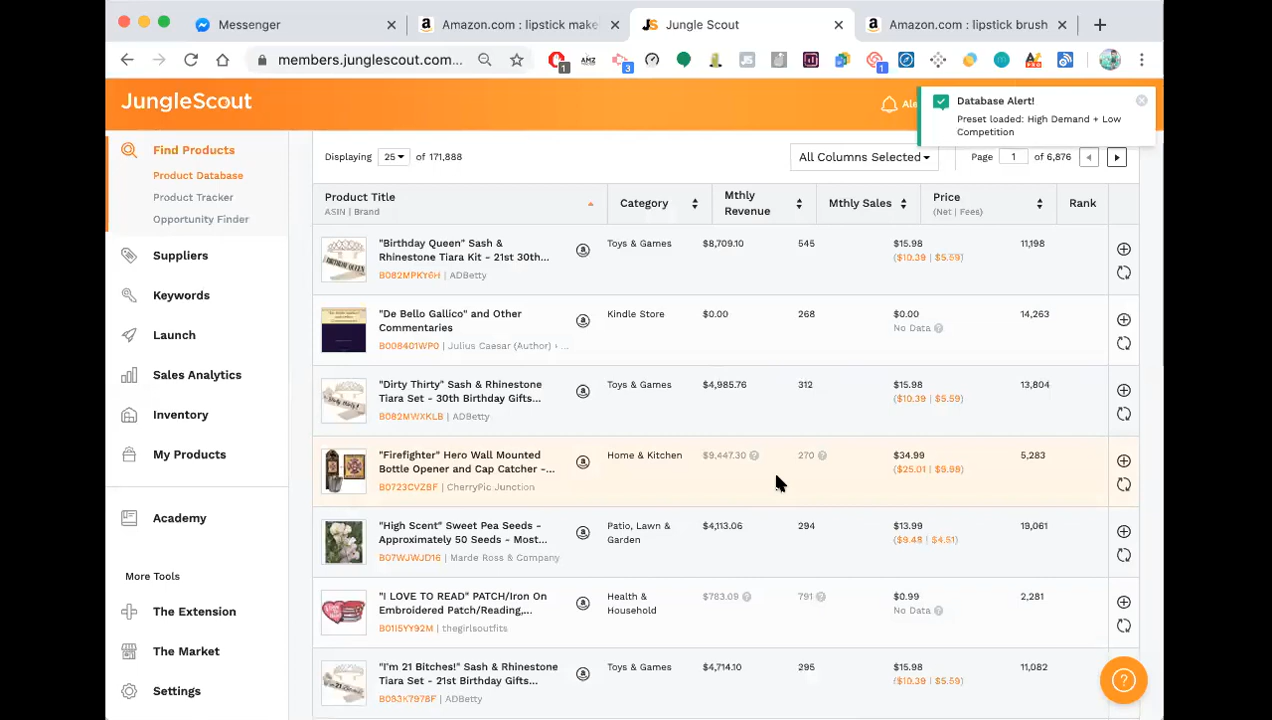 Messenger
Amazon.com : lipstick make
Jungle Scout
Amazon.com : lipstick brush
members.junglescout.com...
JungleScout
Ale
Database Alert!
Preset loaded: High Demand + Low
Competition
Find Products
Product Database
Product Tracker
Opportunity Finder
Suppliers
Keywords
Launch
Sales Analytics
Inventory
My Products
Academy
More Tools
The Extension
The Market
Settings
Displaying 25 of 171,888
All Columns Selected
Page 1 of 6,876
Product Title
ASIN | Brand
Category
Mthly
Revenue
Mthly Sales
Price
(Net | Fees)
Rank
"Birthday Queen" Sash &
Rhinestone Tiara Kit - 21st 30th...
B082MPKY6H | ADBetty
Toys & Games
$8,709.10
545
$15.98
($10.39 | $5.59)
11,198
"De Bello Gallico" and Other
Commentaries
B008401WP0 | Julius Caesar (Author) • ...
Kindle Store
$0.00
268
$0.00
No Data
14,263
"Dirty Thirty" Sash & Rhinestone
Tiara Set - 30th Birthday Gifts...
B082MWXKLB | ADBetty
Toys & Games
$4,985.76
312
$15.98
($10.39 | $5.59)
13,804
"Firefighter" Hero Wall Mounted
Bottle Opener and Cap Catcher -...
B0723CVZBF | CherryPic Junction
Home & Kitchen
$9,447.30
270
$34.99
($25.01 | $9.98)
5,283
"High Scent" Sweet Pea Seeds -
Approximately 50 Seeds - Most...
B07WJWJD16 | Marde Ross & Company
Patio, Lawn &
Garden
$4,113.06
294
$13.99
($9.48 | $4.51)
19,061
"I LOVE TO READ" PATCH/Iron On
Embroidered Patch/Reading,...
B01I5YY92M | thegirlsoutfits
Health &
Household
$783.09
791
$0.99
No Data
2,281
"I'm 21 Bitches!" Sash & Rhinestone
Tiara Set - 21st Birthday Gifts...
B083K7978F | ADBetty
Toys & Games
$4,714.10
295
$15.98
($10.39 | $5.59)
11,082